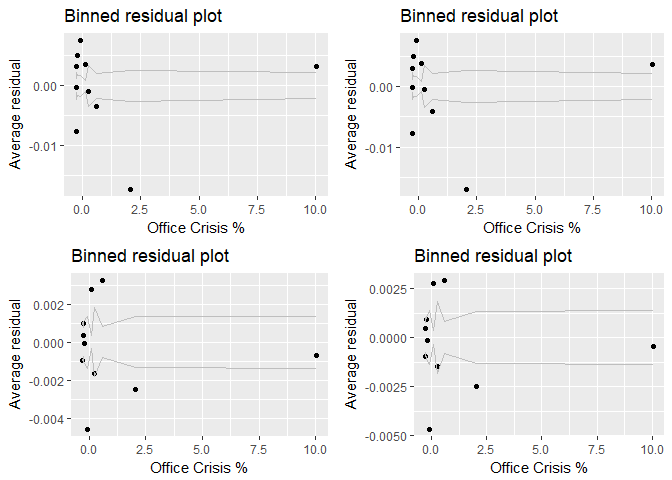 Binned residual plot
Average residual
0.00
-0.01
0.0 2.5 5.0 7.5 10.0
Office Crisis %
Binned residual plot
Average residual
0.00
-0.01
0.0 2.5 5.0 7.5 10.0
Office Crisis %
Binned residual plot
Average residual
0.002
0.000
-0.002
-0.004
0.0 2.5 5.0 7.5 10.0
Office Crisis %
Binned residual plot
Average residual
0.0025
0.0000
-0.0025
-0.0050
0.0 2.5 5.0 7.5 10.0
Office Crisis %